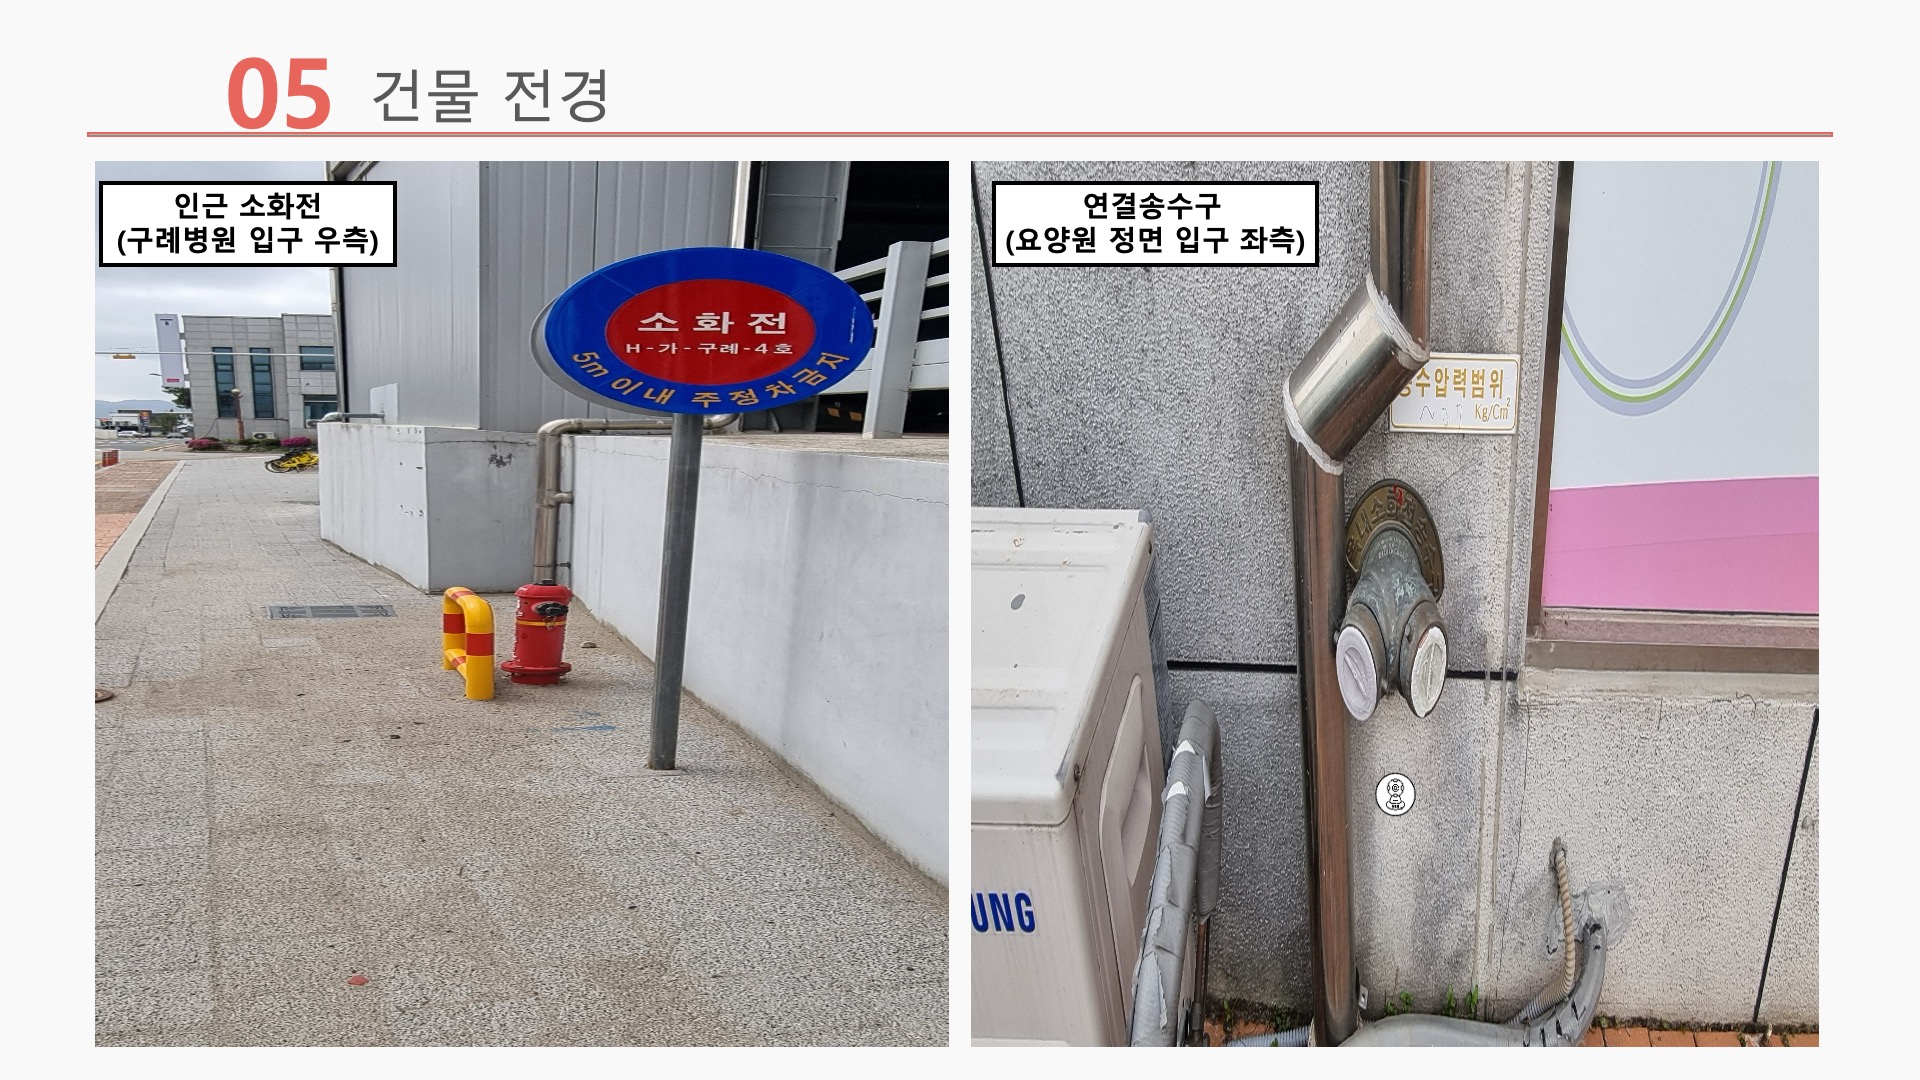 05 건물 전경
인근 소화전
(구례병원 입구 우측)
소화전
H-가-구례-4호
5m 이내 주정차금지
연결송수구
(요양원 정면 입구 좌측)
송수압력범위
Kg/Cm²
UNG